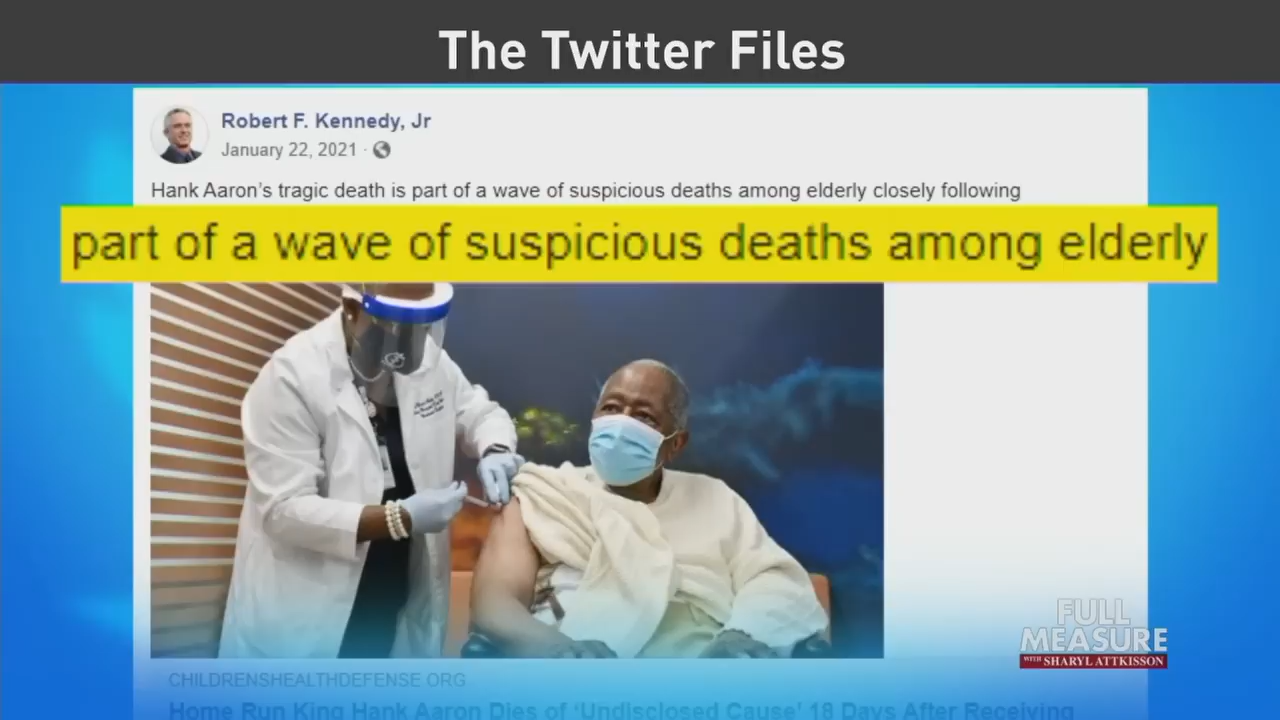 The Twitter Files
Robert F. Kennedy, Jr
January 22, 2021 ·
Hank Aaron's tragic death is part of a wave of suspicious deaths among elderly closely following
part of a wave of suspicious deaths among elderly
CHILDRENSHEALTHDEFENSE.ORG
Home Run King Hank Aaron Dies of 'Undisclosed Cause' 18 Days After Receiving
FULL
MEASURE
WITH SHARYL ATTKISSON